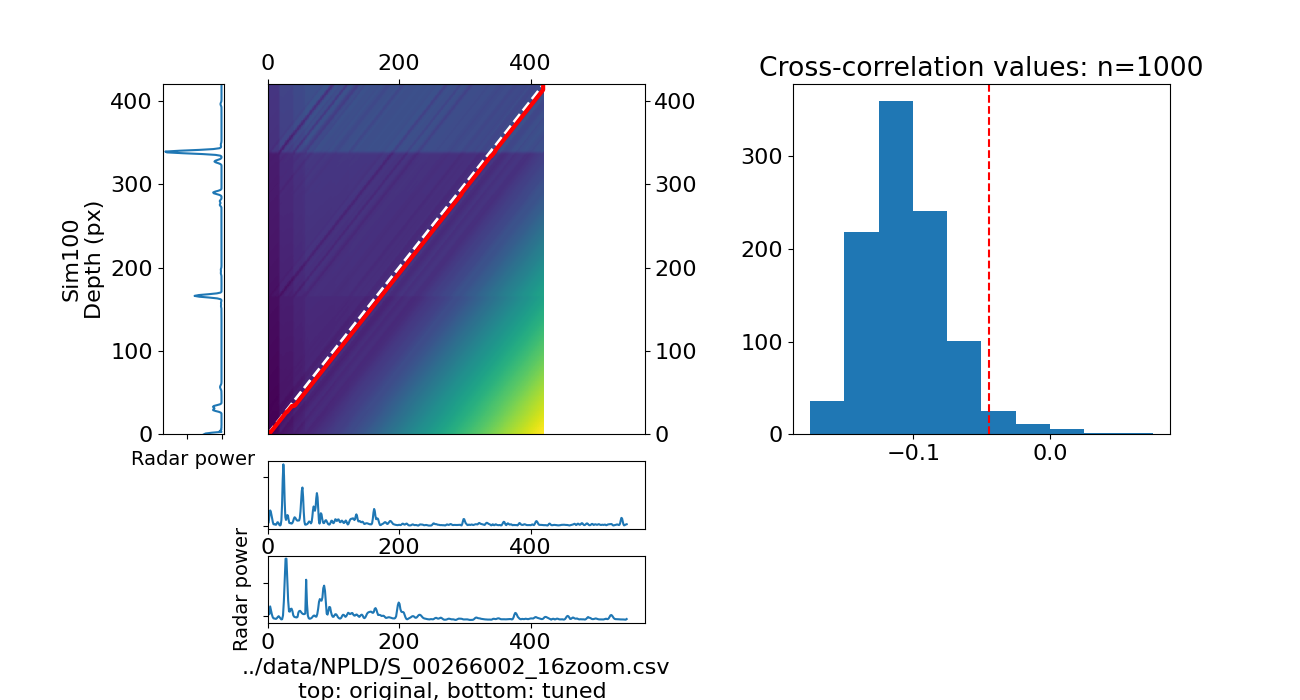 Cross-correlation values: n=1000
0 200 400
400
300
200
100
0
Sim100
Depth (px)
Radar power
400
300
200
100
0
300
200
100
0
−0.1 0.0
0 200 400
Radar power
0 200 400
../data/NPLD/S_00266002_16zoom.csv
top: original, bottom: tuned